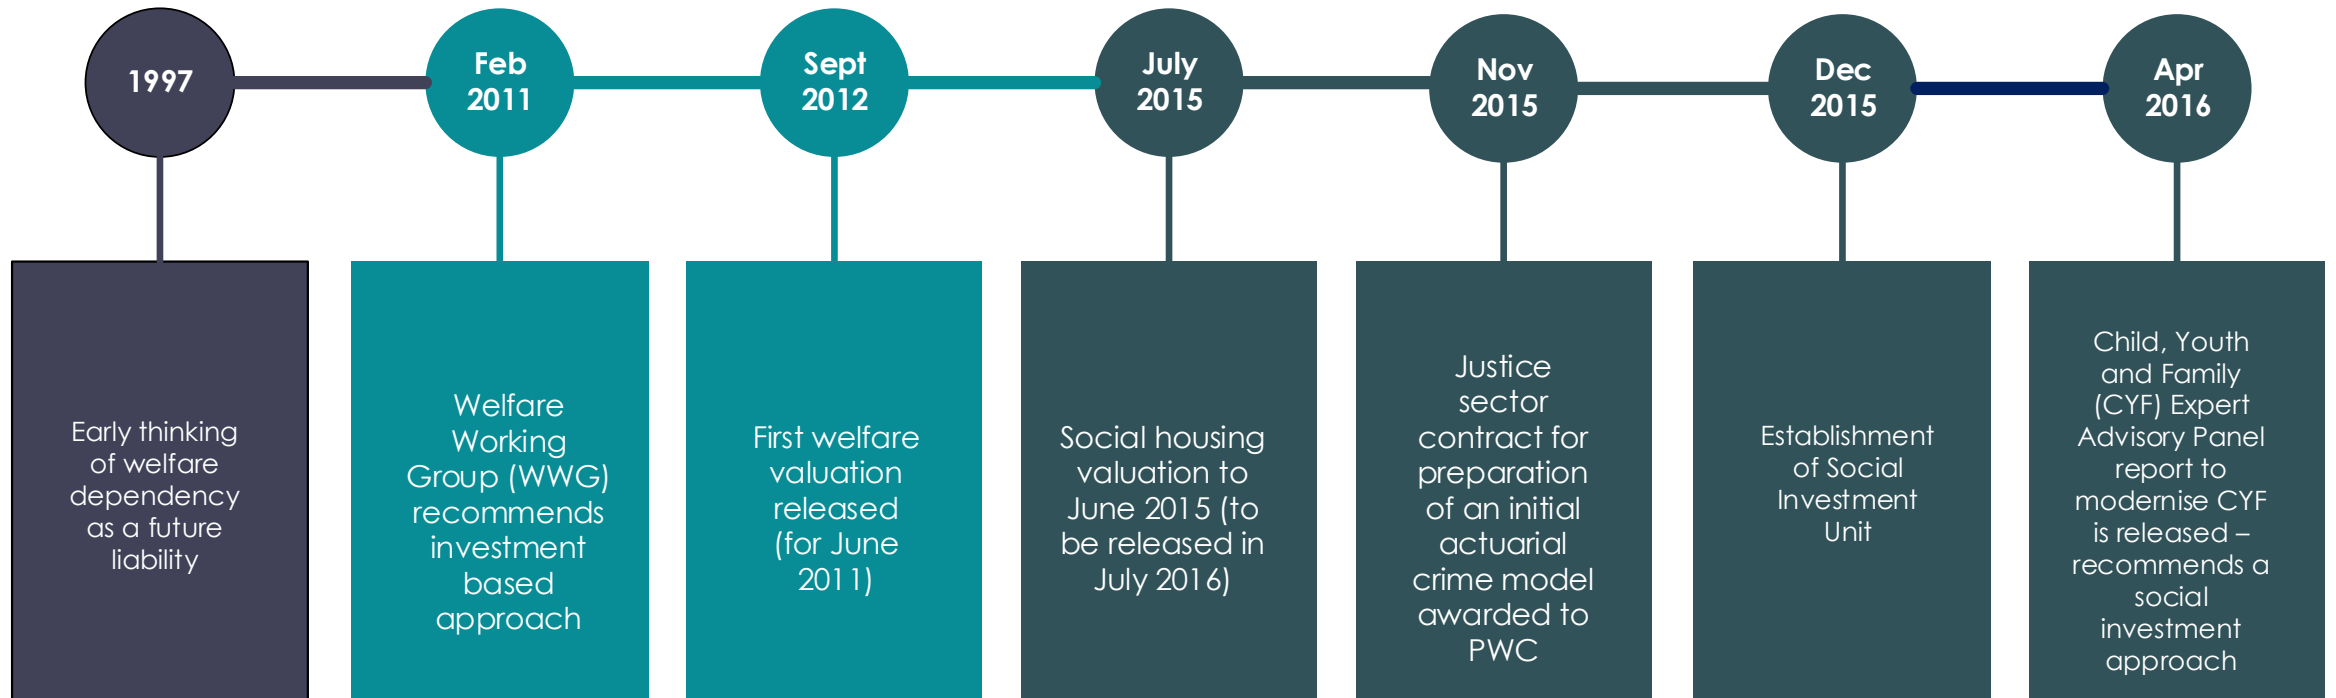 1997
Feb
2011
Sept
2012
July
2015
Nov
2015
Dec
2015
Apr
2016
Early thinking
of welfare
dependency
as a future
liability
Welfare
Working
Group (WWG)
recommends
investment
based
approach
First welfare
valuation
released
(for June
2011)
Social housing
valuation to
June 2015 (to
be released in
July 2016)
Justice
sector
contract for
preparation
of an initial
actuarial
crime model
awarded to
PWC
Establishment
of Social
Investment
Unit
Child, Youth
and Family
(CYF) Expert
Advisory Panel
report to
modernise CYF
is released –
recommends a
social
investment
approach